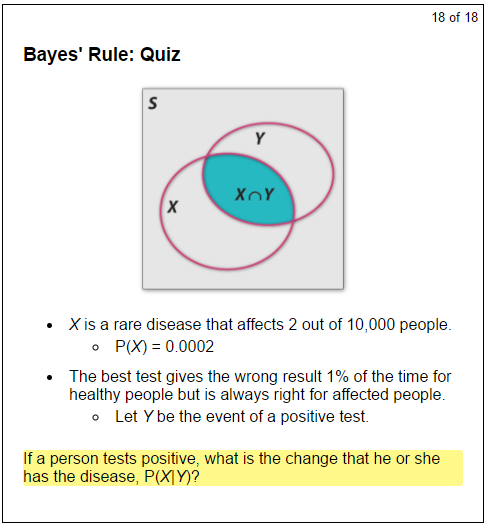 18 of 18
Bayes' Rule: Quiz
S
Y
X∩Y
X
• X is a rare disease that affects 2 out of 10,000 people.
○ P(X) = 0.0002
• The best test gives the wrong result 1% of the time for
healthy people but is always right for affected people.
○ Let Y be the event of a positive test.
If a person tests positive, what is the change that he or she
has the disease, P(X|Y)?